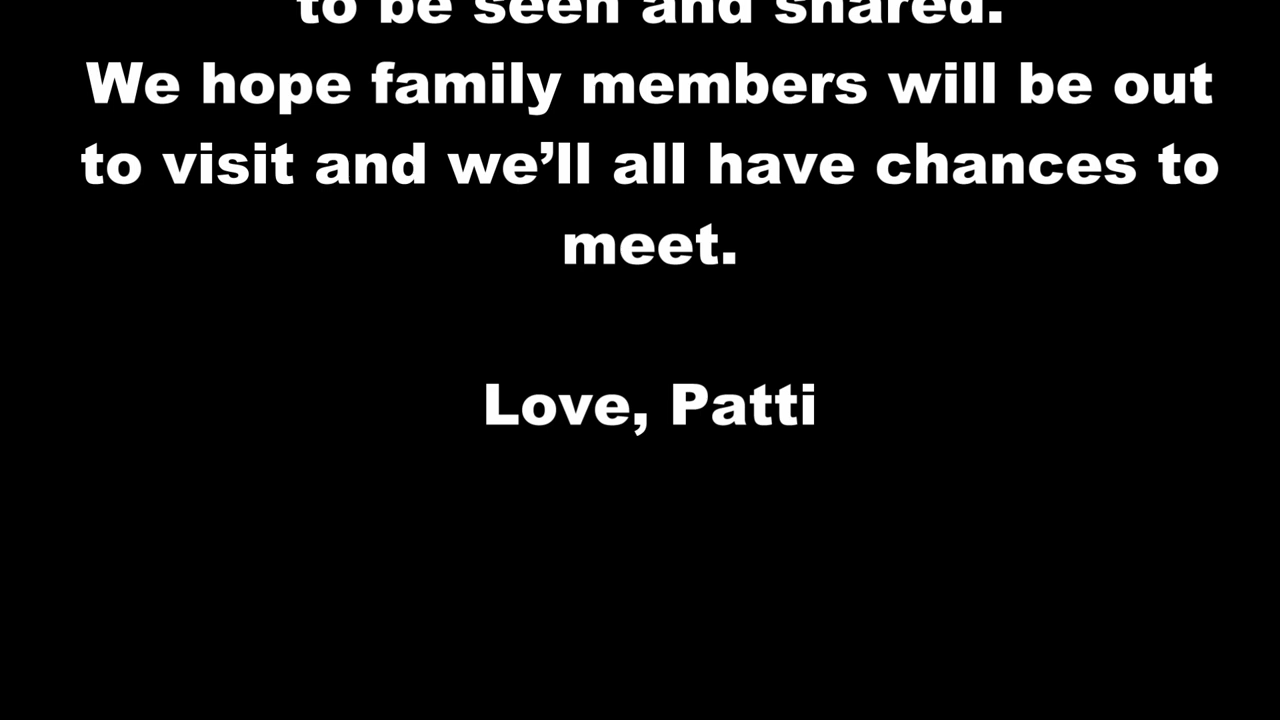 to be seen and shared.
We hope family members will be out
to visit and we’ll all have chances to
meet.
Love, Patti